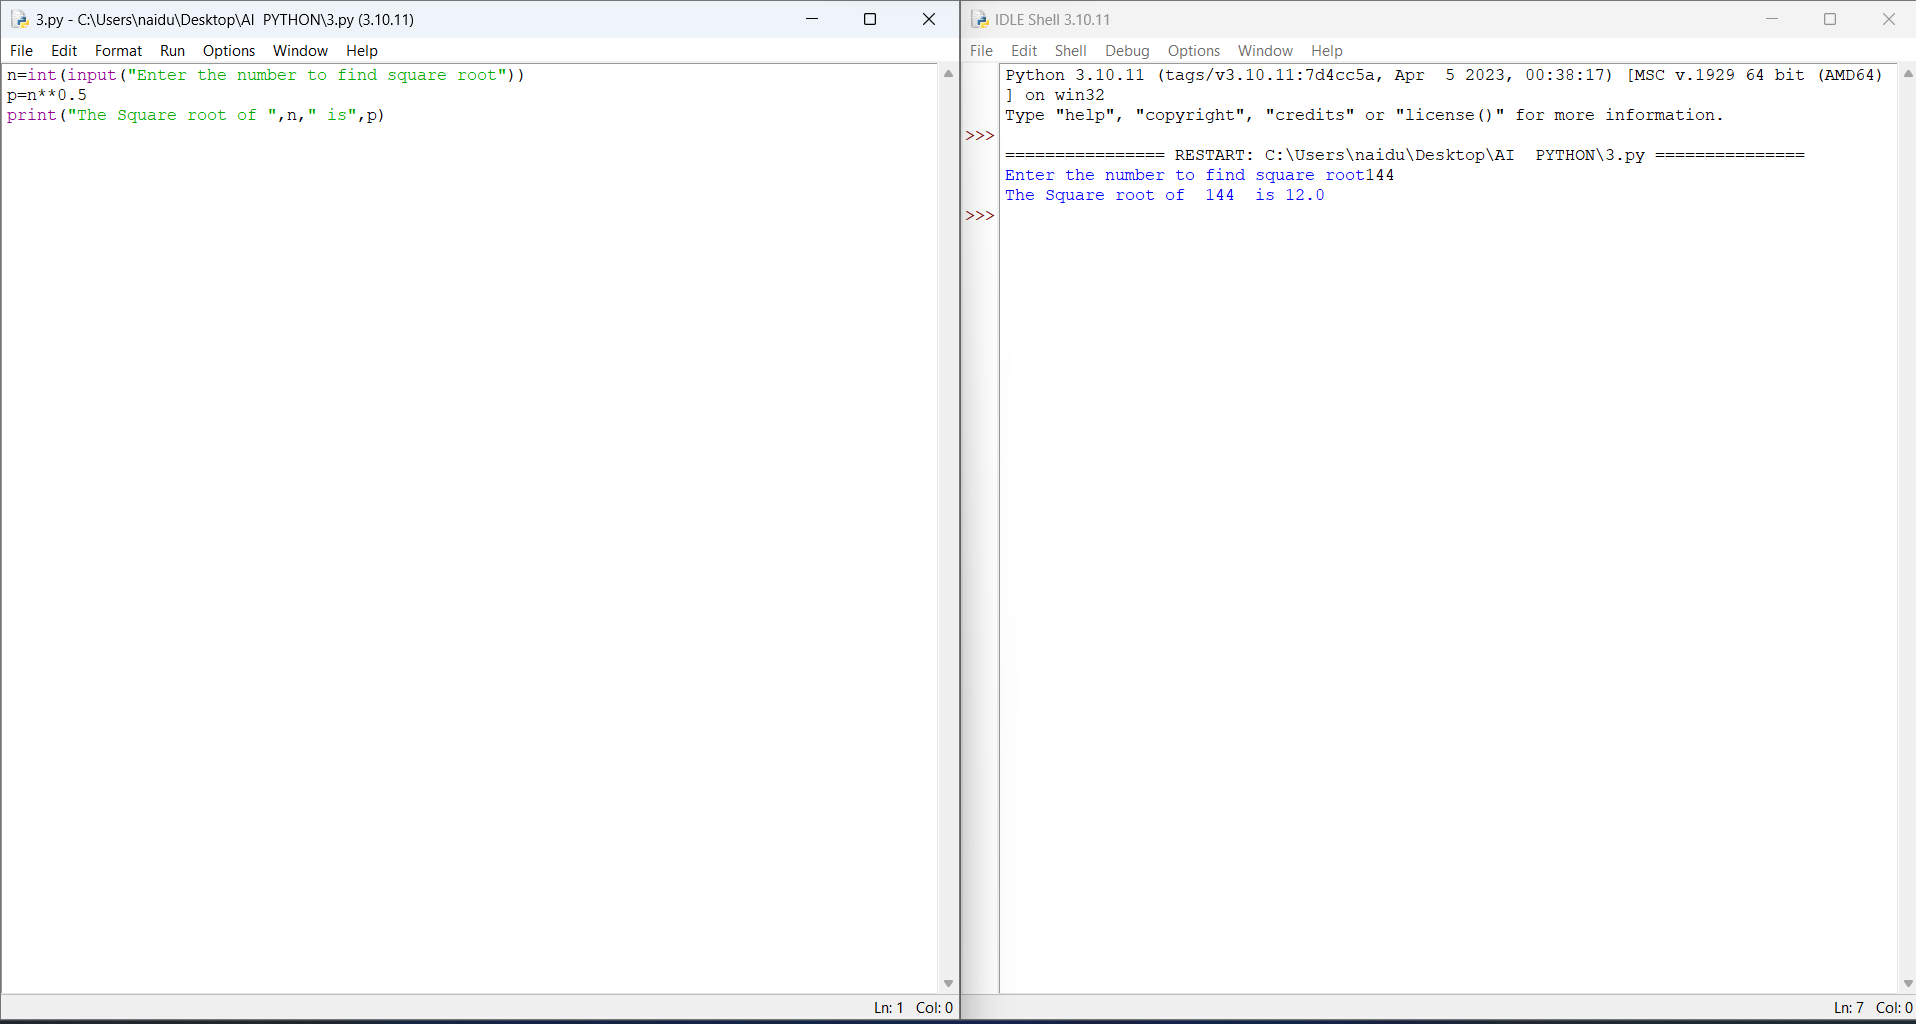 3.py - C:\Users\naidu\Desktop\AI  PYTHON\3.py (3.10.11)
File Edit Format Run Options Window Help
n=int(input("Enter the number to find square root"))
p=n**0.5
print("The Square root of ",n," is",p)
Ln: 1 Col: 0
IDLE Shell 3.10.11
File Edit Shell Debug Options Window Help
Python 3.10.11 (tags/v3.10.11:7d4cc5a, Apr  5 2023, 00:38:17) [MSC v.1929 64 bit (AMD64)
] on win32
Type "help", "copyright", "credits" or "license()" for more information.
>>>
================ RESTART: C:\Users\naidu\Desktop\AI  PYTHON\3.py ===============
Enter the number to find square root144
The Square root of  144  is 12.0
>>>
Ln: 7 Col: 0